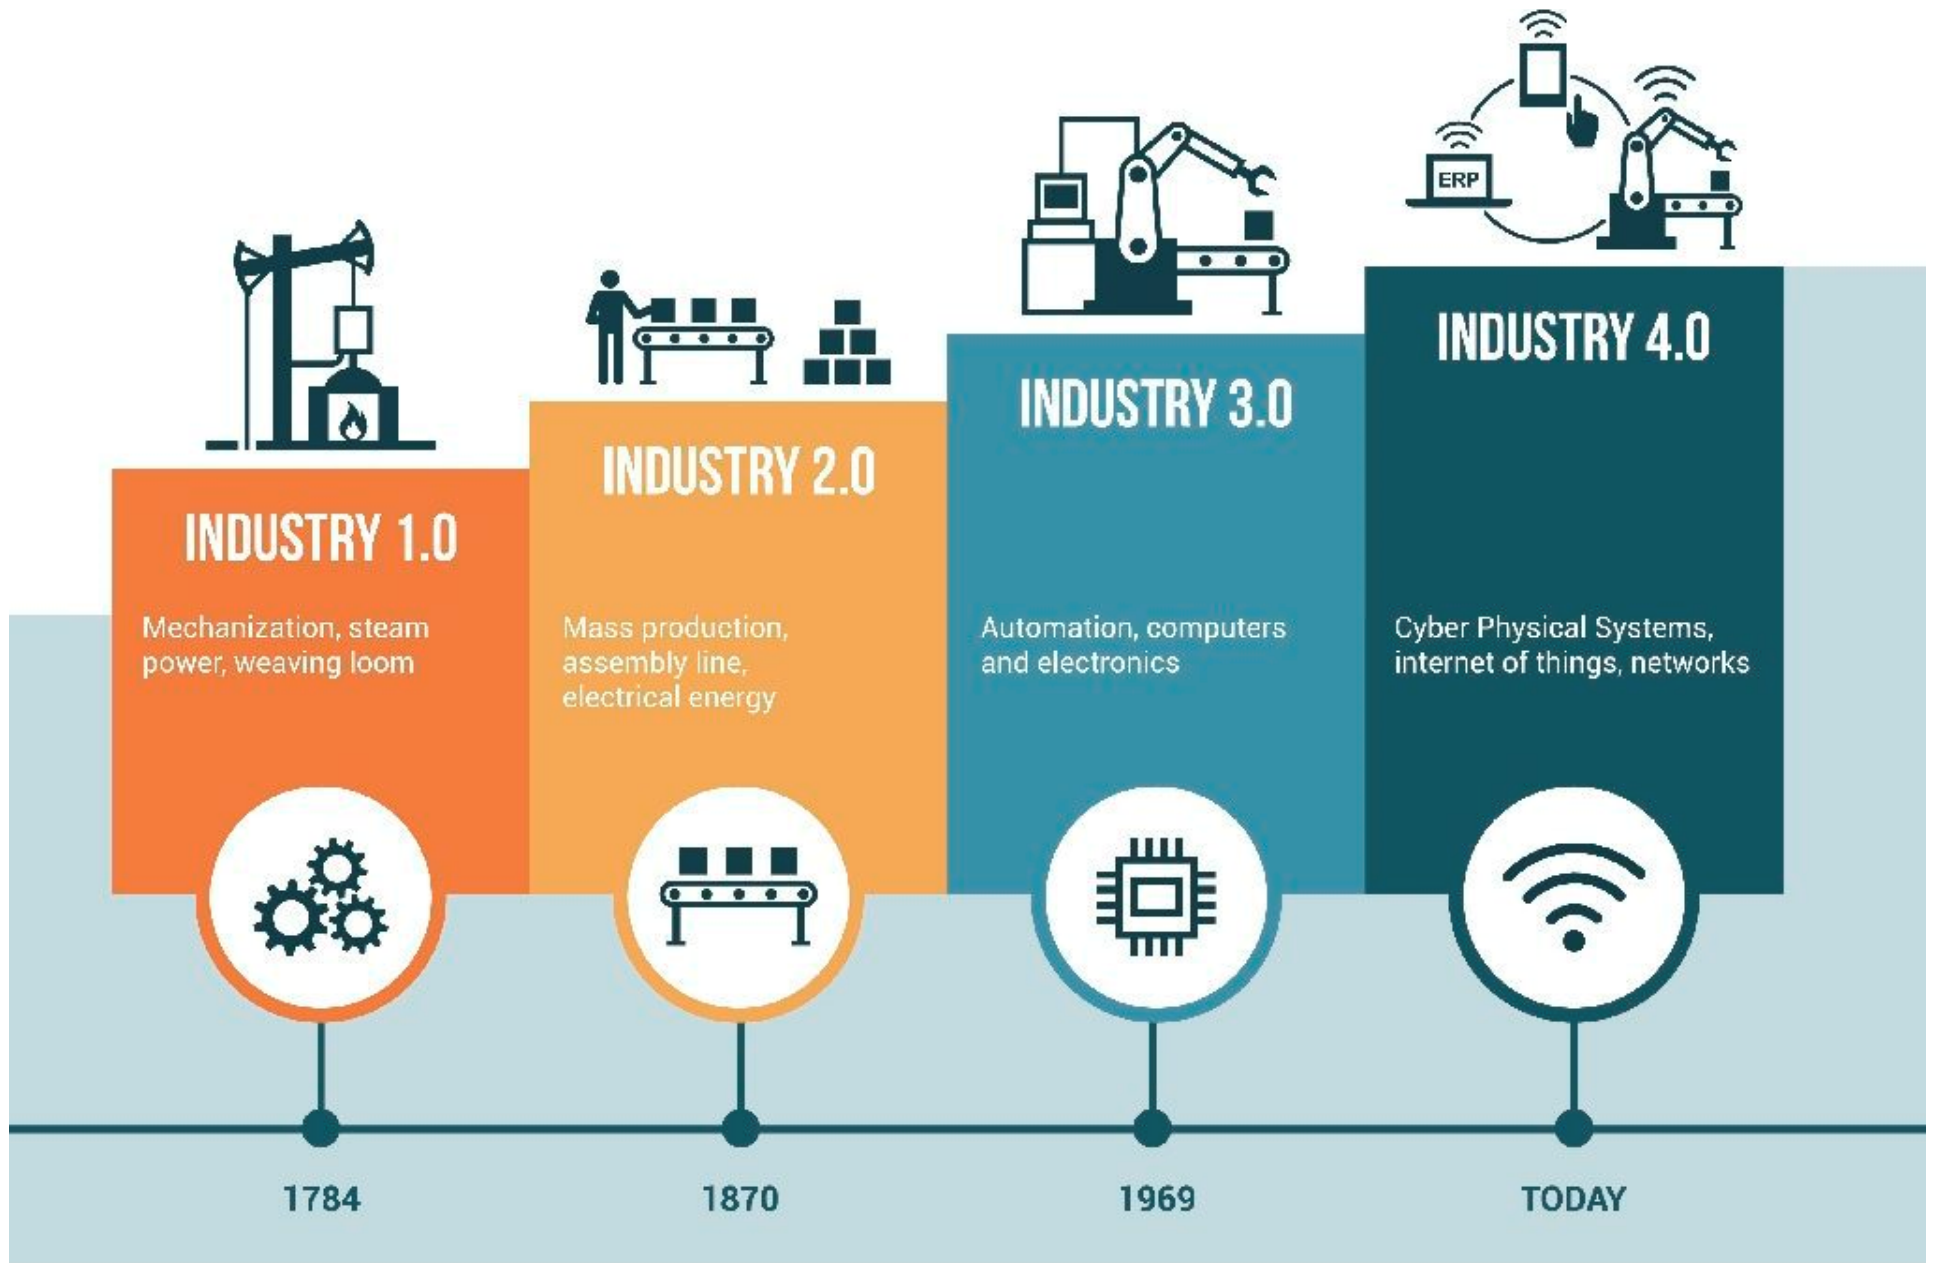 ERP
INDUSTRY 1.0
Mechanization, steam
power, weaving loom
INDUSTRY 2.0
Mass production,
assembly line,
electrical energy
INDUSTRY 3.0
Automation, computers
and electronics
INDUSTRY 4.0
Cyber Physical Systems,
internet of things, networks
1784
1870
1969
TODAY